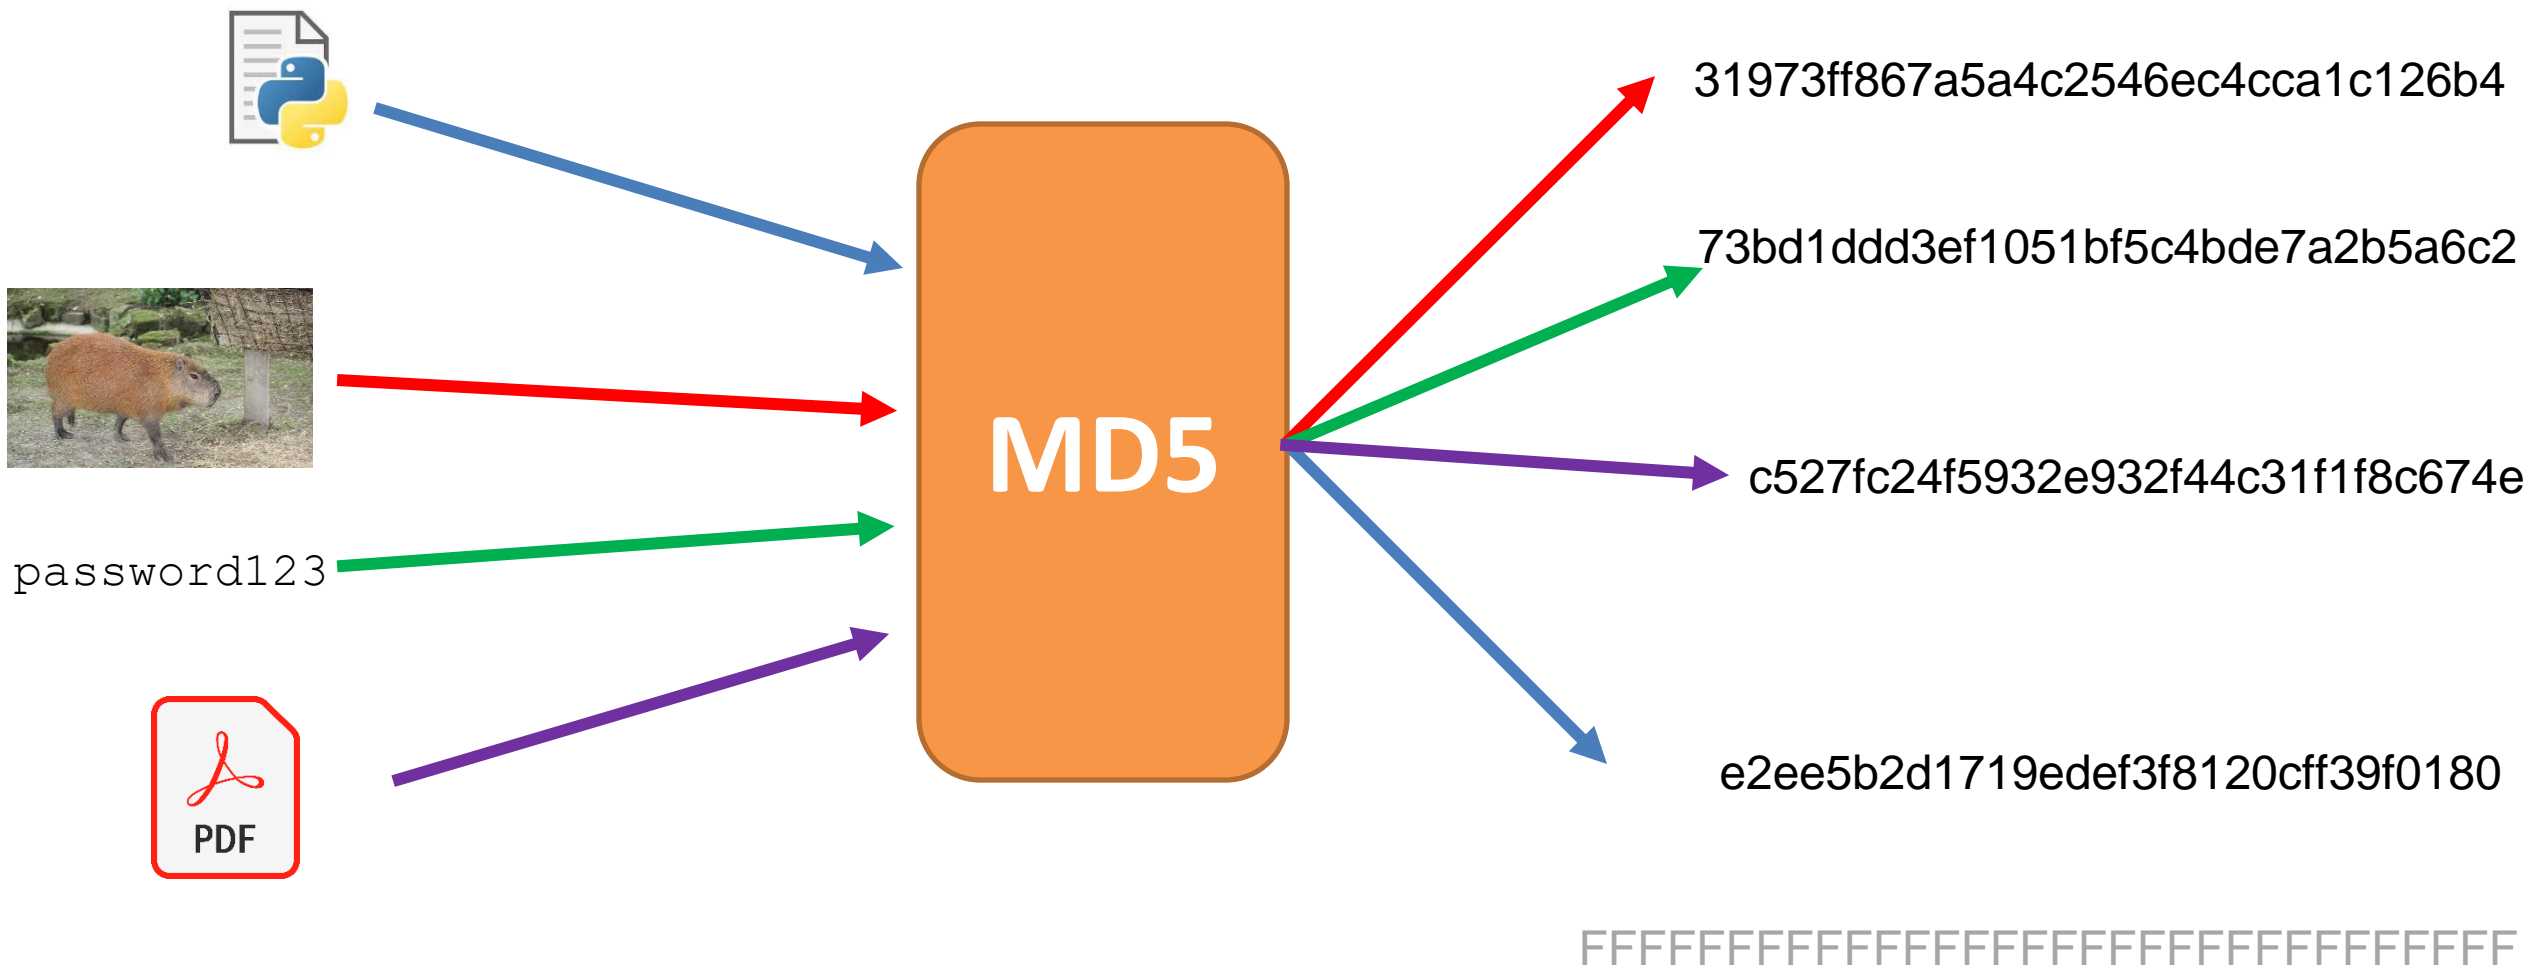 31973ff867a5a4c2546ec4cca1c126b4
73bd1ddd3ef1051bf5c4bde7a2b5a6c2
MD5
c527fc24f5932e932f44c31f1f8c674e
password123
e2ee5b2d1719edef3f8120cff39f0180
PDF
FFFFFFFFFFFFFFFFFFFFFFFFFFFFFFFF